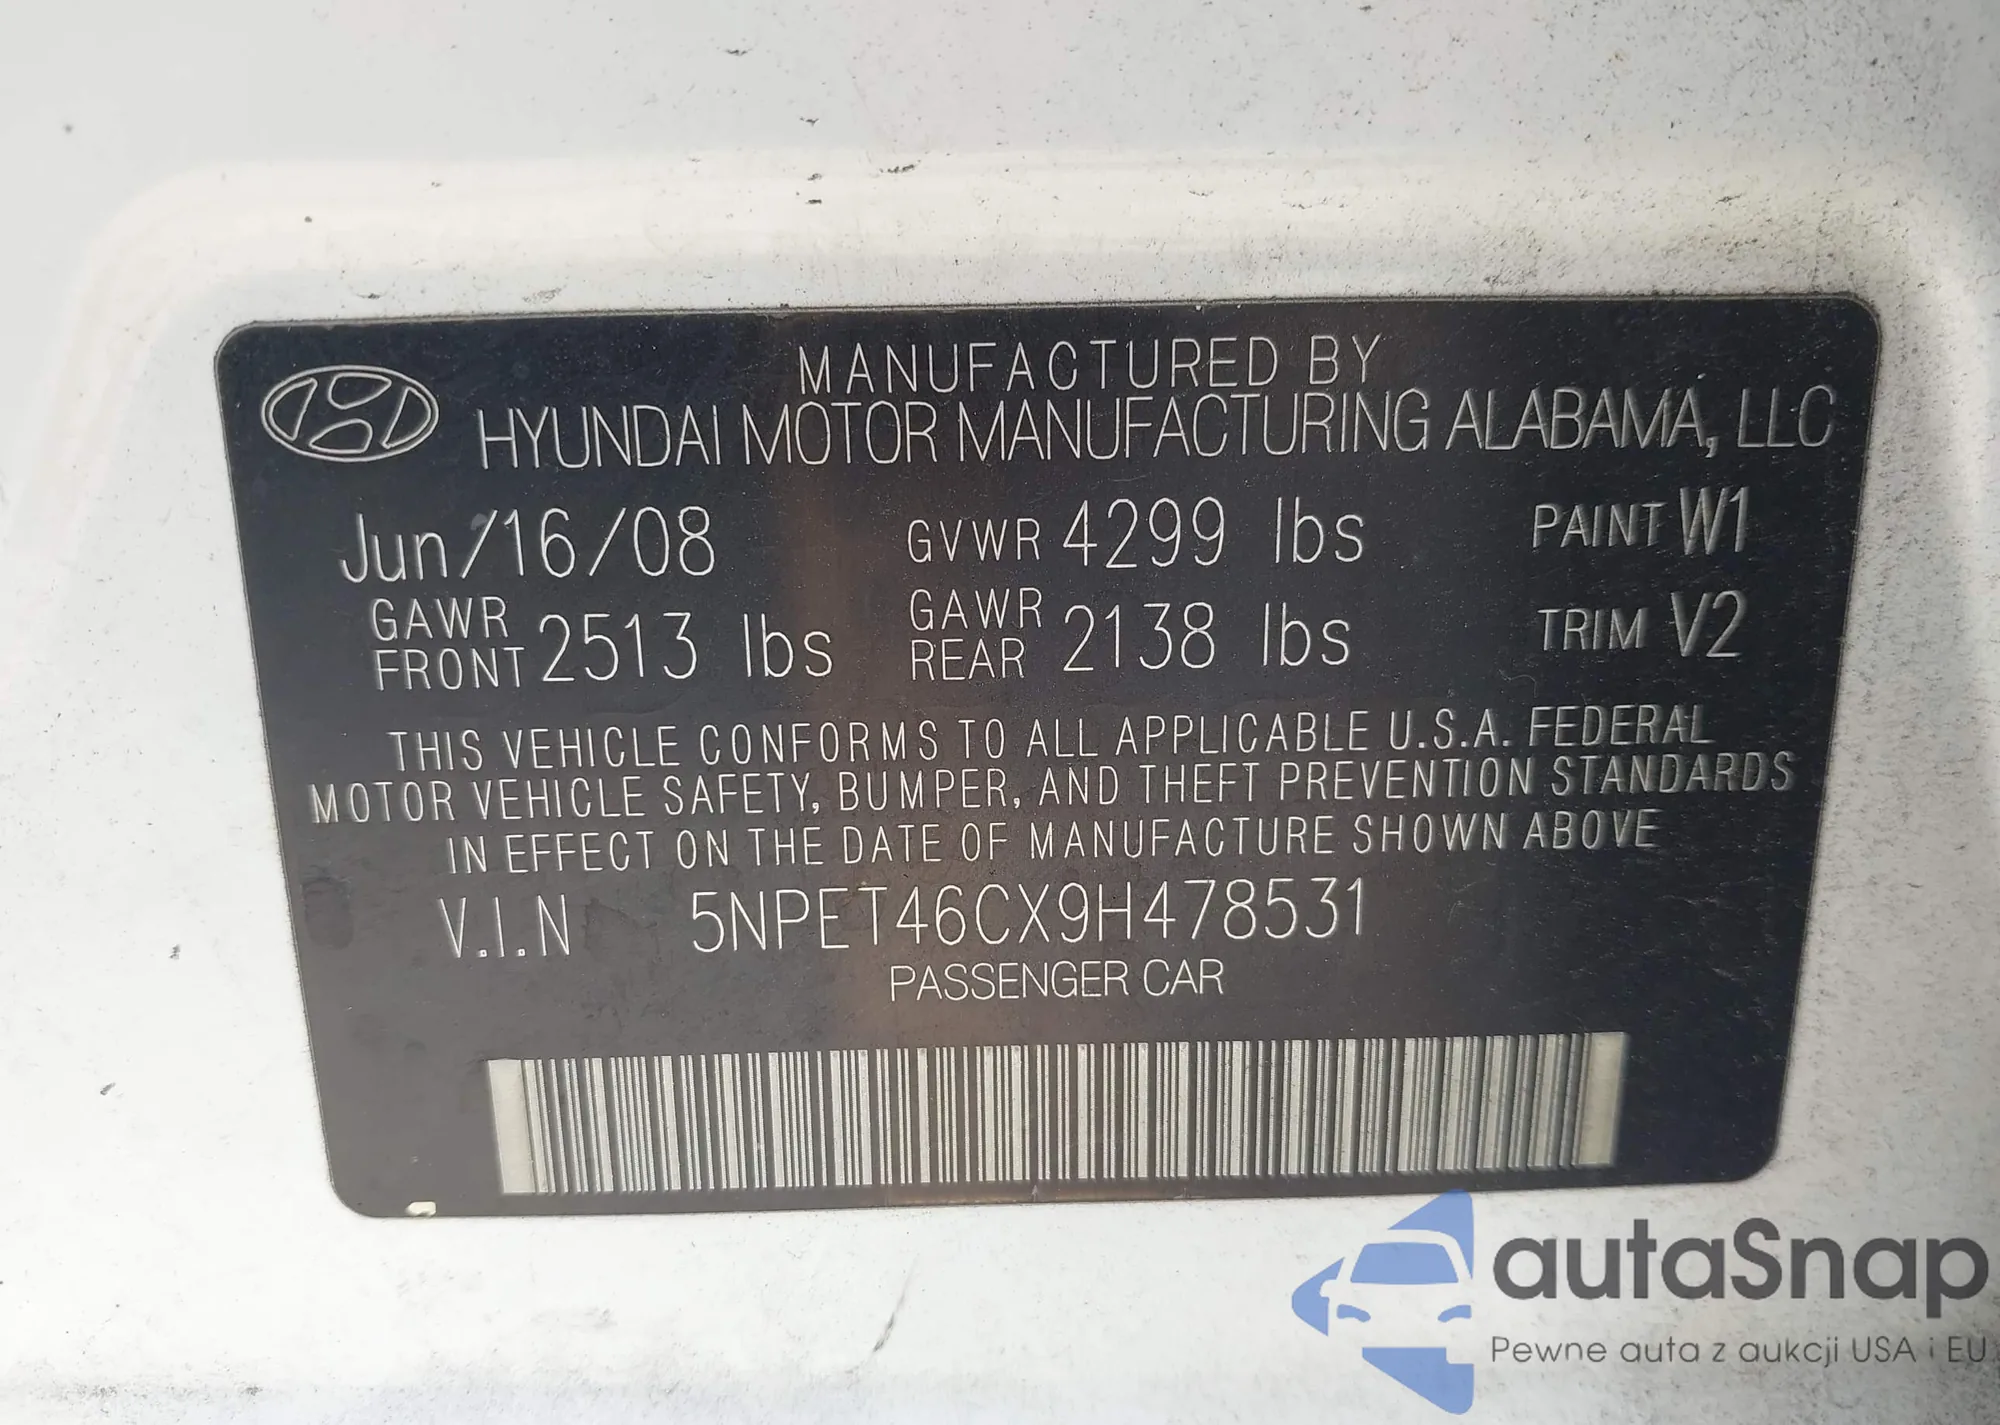 MANUFACTURED BY
HYUNDAI MOTOR MANUFACTURING ALABAMA, LLC
Jun/16/08 GVWR 4299 lbs PAINT W1
GAWR FRONT 2513 lbs GAWR REAR 2138 lbs TRIM V2
THIS VEHICLE CONFORMS TO ALL APPLICABLE U.S.A. FEDERAL
MOTOR VEHICLE SAFETY, BUMPER, AND THEFT PREVENTION STANDARDS
IN EFFECT ON THE DATE OF MANUFACTURE SHOWN ABOVE
V.I.N 5NPET46CX9H478531
PASSENGER CAR
autaSnap
Pewne auta z aukcji USA i EU